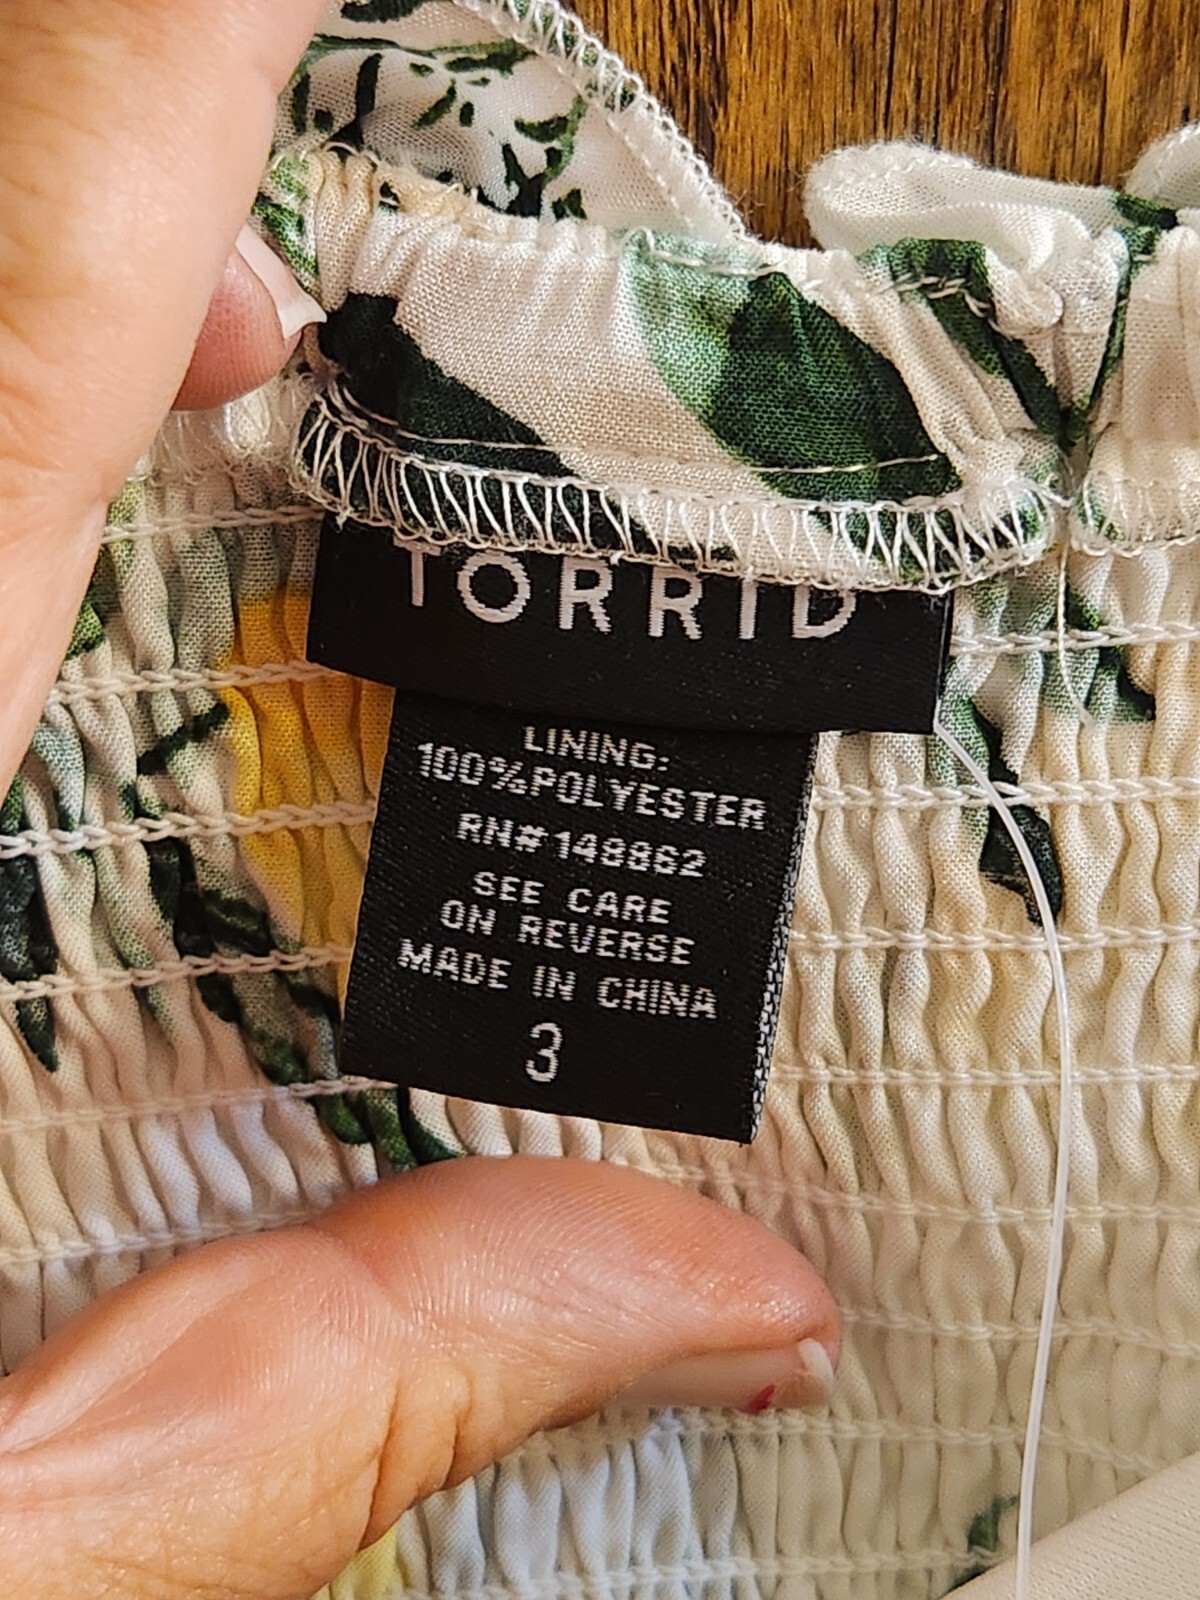 TORRID
LINING:
100%POLYESTER
RN#148862
SEE CARE
ON REVERSE
MADE IN CHINA
3